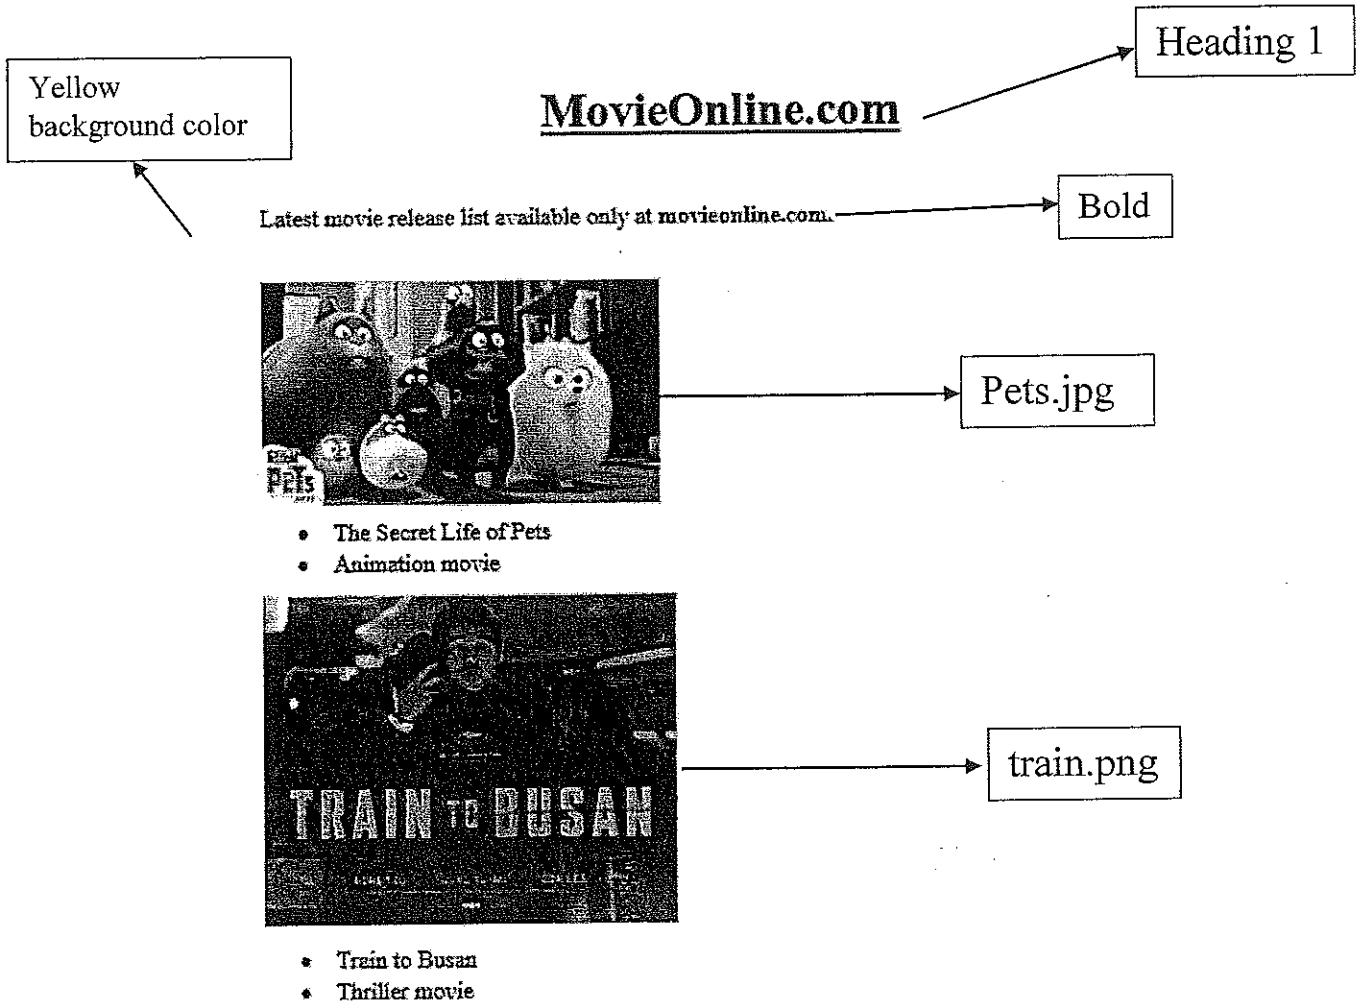 Heading 1
Yellow
background color
MovieOnline.com
Latest movie release list available only at movieonline.com.
Bold
Pets.jpg
PETS
• The Secret Life of Pets
• Animation movie
TRAIN TO BUSAN
train.png
• Train to Busan
• Thriller movie